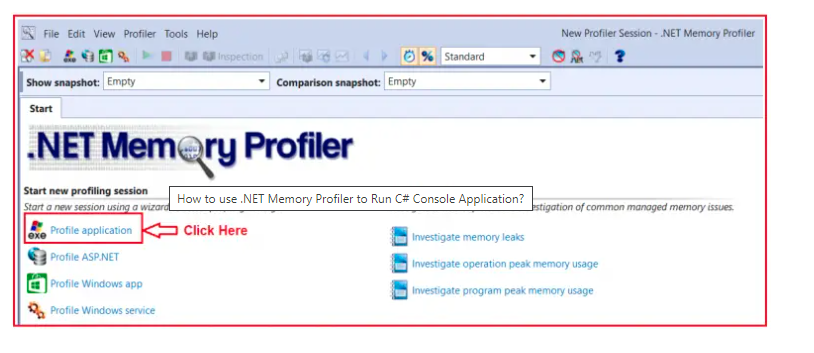 File Edit View Profiler Tools Help
New Profiler Session - .NET Memory Profiler
Inspection
Standard
Show snapshot: Empty Comparison snapshot: Empty
Start
.NET Memory Profiler
Start new profiling session
How to use .NET Memory Profiler to Run C# Console Application?
Start a new session using a wizard
estigation of common managed memory issues.
exe Profile application Click Here
Investigate memory leaks
Profile ASP.NET
Investigate operation peak memory usage
Profile Windows app
Investigate program peak memory usage
Profile Windows service